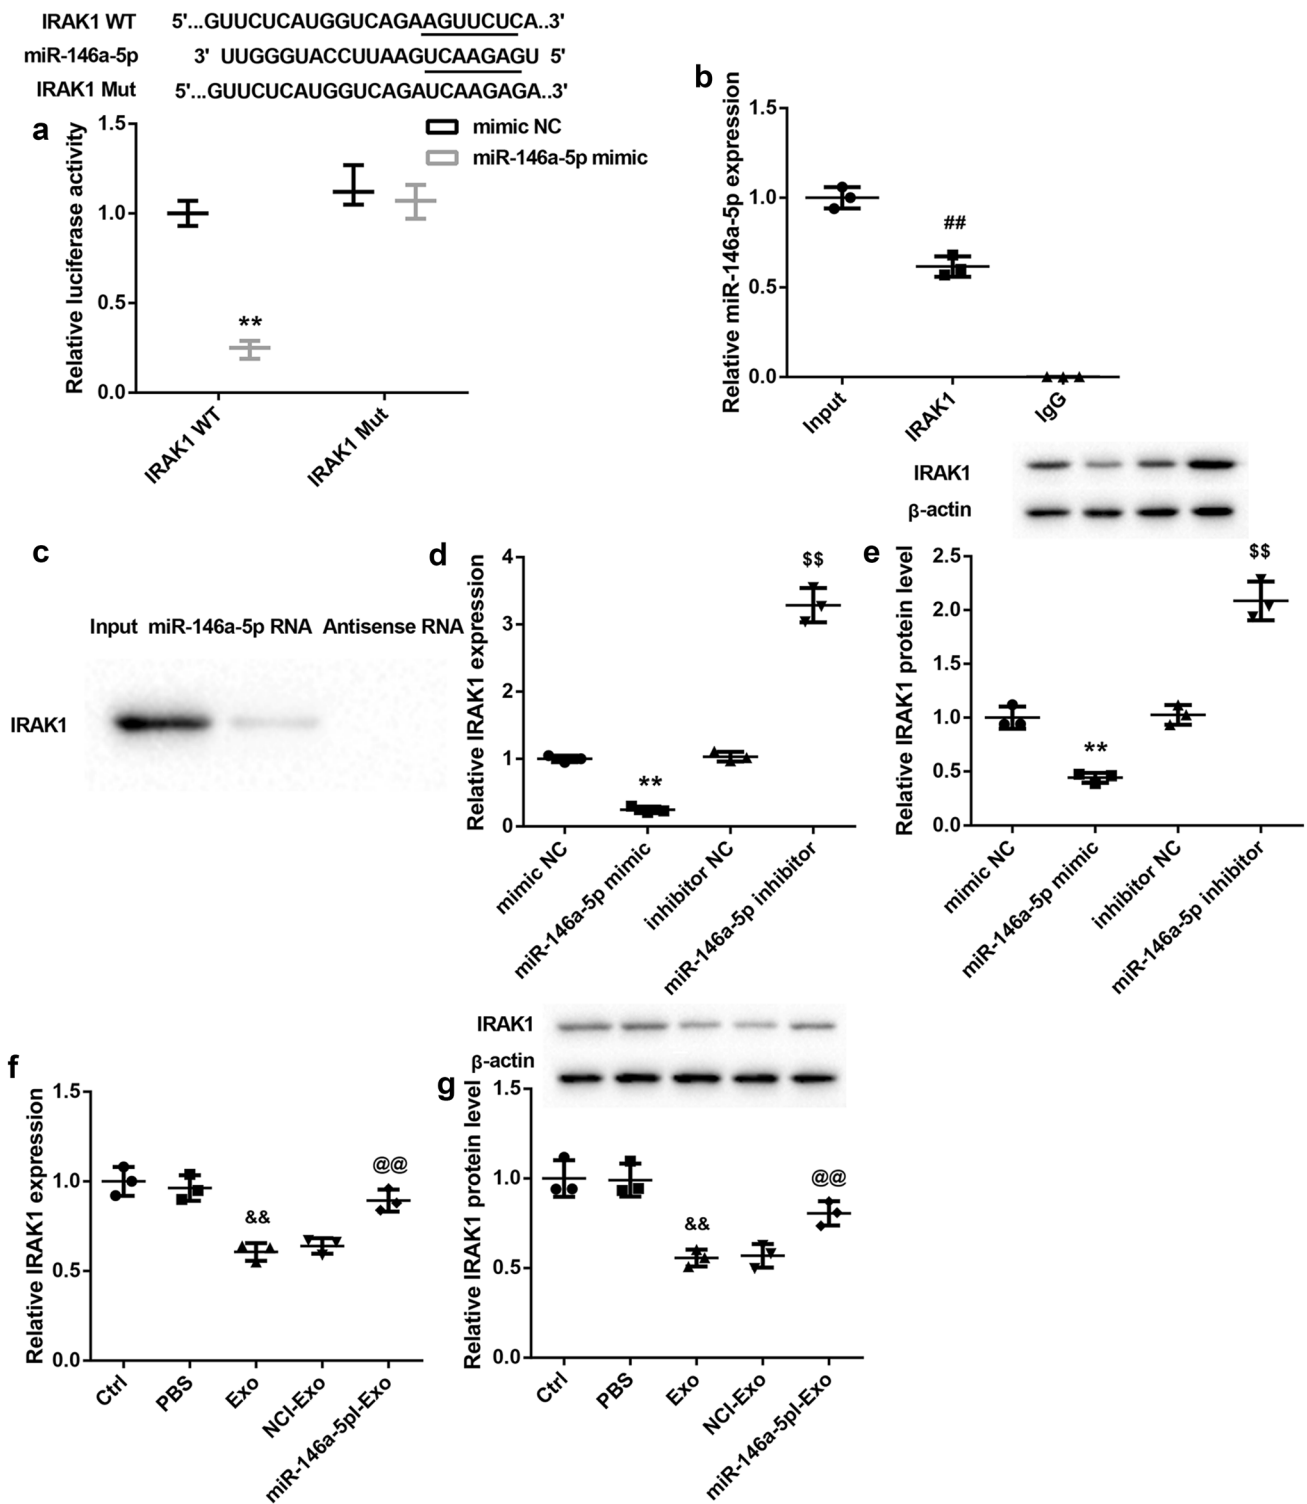 IRAK1 WT 5'...GUUCUCAUGGUCAGAAGUUCUCA..3'
miR-146a-5p 3' UUGGGUACCUUAAGUCAAGAGU 5'
IRAK1 Mut 5'...GUUCUCAUGGUCAGAUCAAGAGA..3'
a
Relative luciferase activity
1.5
1.0
0.5
0.0
mimic NC
miR-146a-5p mimic
**
IRAK1 WT
IRAK1 Mut
b
Relative miR-146a-5p expression
1.5
1.0
0.5
0.0
##
Input
IRAK1
IgG
c
Input miR-146a-5p RNA Antisense RNA
IRAK1
d
Relative IRAK1 expression
4
3
2
1
0
**
$$
mimic NC
miR-146a-5p mimic
inhibitor NC
miR-146a-5p inhibitor
IRAK1
β-actin
e
Relative IRAK1 protein level
2.5
2.0
1.5
1.0
0.5
0.0
**
$$
mimic NC
miR-146a-5p mimic
inhibitor NC
miR-146a-5p inhibitor
f
Relative IRAK1 expression
1.5
1.0
0.5
0.0
&&
@@
Ctrl
PBS
Exo
NCI-Exo
miR-146a-5pI-Exo
IRAK1
β-actin
g
Relative IRAK1 protein level
1.5
1.0
0.5
0.0
&&
@@
Ctrl
PBS
Exo
NCI-Exo
miR-146a-5pI-Exo